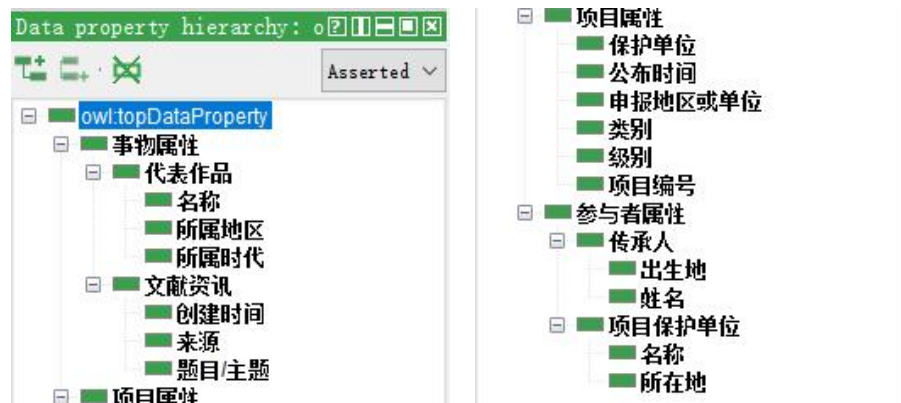 Data property hierarchy: o
Asserted
owl:topDataProperty
事物属性
代表作品
名称
所属地区
所属时代
文献资讯
创建时间
来源
题目/主题
项目属性
项目属性
保护单位
公布时间
申报地区或单位
类别
级别
项目编号
参与者属性
传承人
出生地
姓名
项目保护单位
名称
所在地